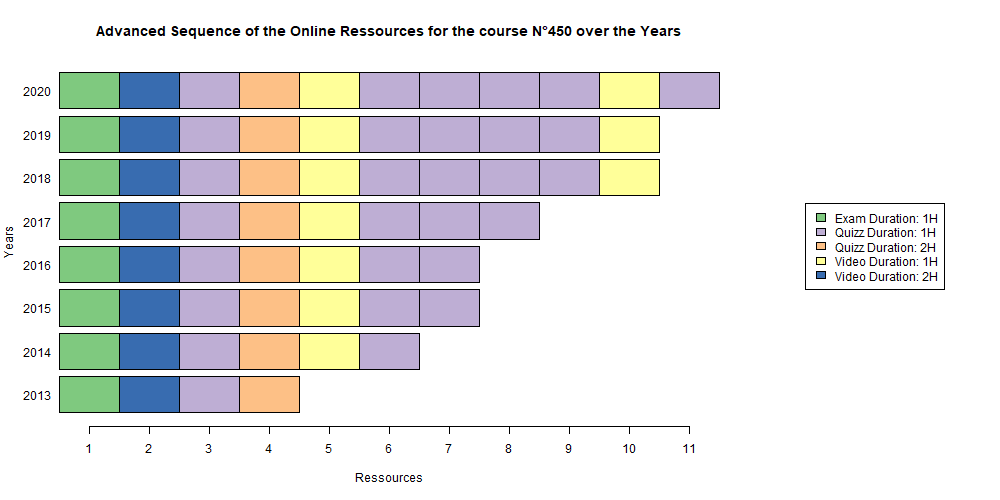 Advanced Sequence of the Online Ressources for the course N°450 over the Years
2020
2019
2018
2017
2016
2015
2014
2013
Years
1 2 3 4 5 6 7 8 9 10 11
Ressources
Exam Duration: 1H
Quizz Duration: 1H
Quizz Duration: 2H
Video Duration: 1H
Video Duration: 2H